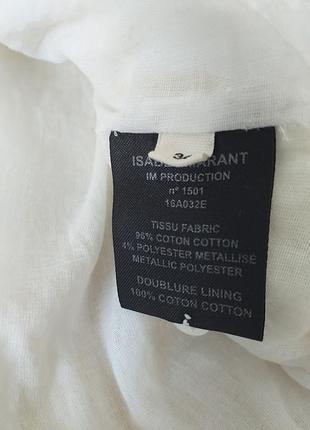 ISABEL MARANT
IM PRODUCTION
n° 1501
16A032E
TISSU FABRIC
96% COTON COTTON
4% POLYESTER METALLISÉ
METALLIC POLYESTER
DOUBLURE LINING
100% COTON COTTON